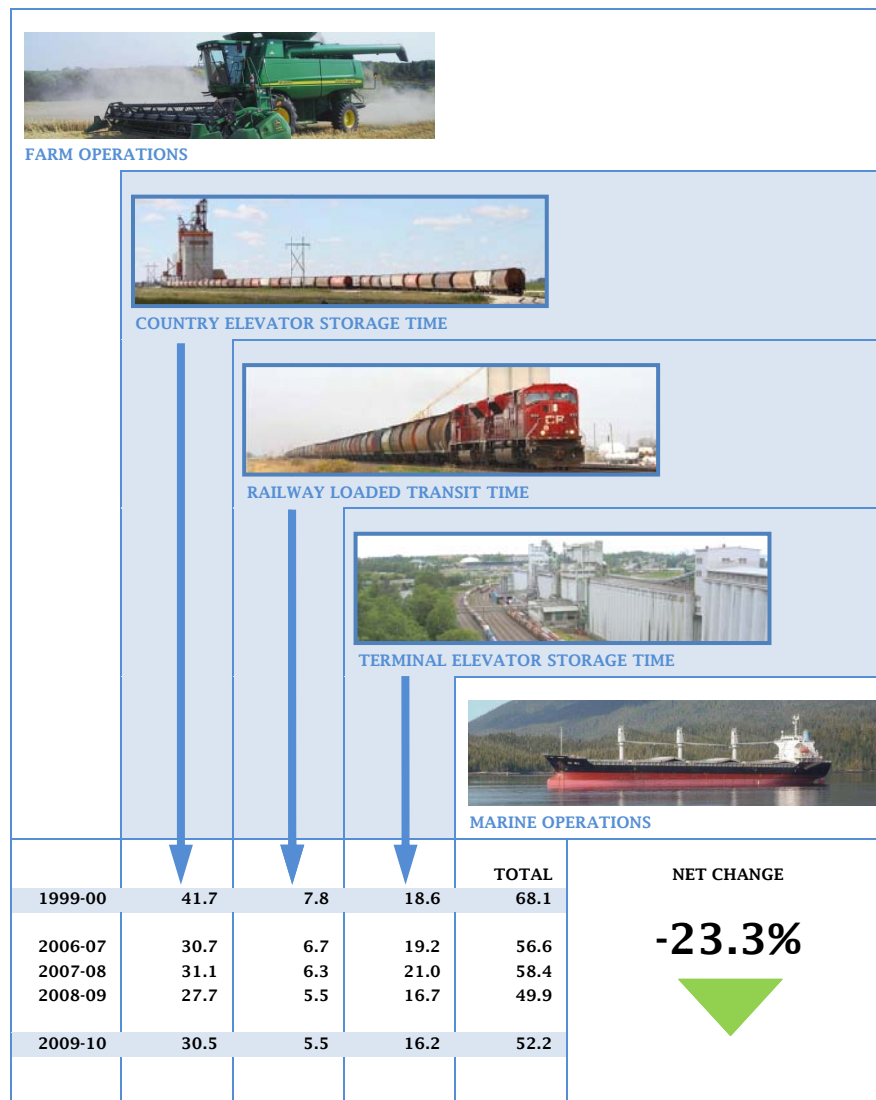 FARM OPERATIONS
COUNTRY ELEVATOR STORAGE TIME
CP
RAILWAY LOADED TRANSIT TIME
TERMINAL ELEVATOR STORAGE TIME
MARINE OPERATIONS
TOTAL NET CHANGE
1999-00 41.7 7.8 18.6 68.1
-23.3%
2006-07 30.7 6.7 19.2 56.6
2007-08 31.1 6.3 21.0 58.4
2008-09 27.7 5.5 16.7 49.9
2009-10 30.5 5.5 16.2 52.2